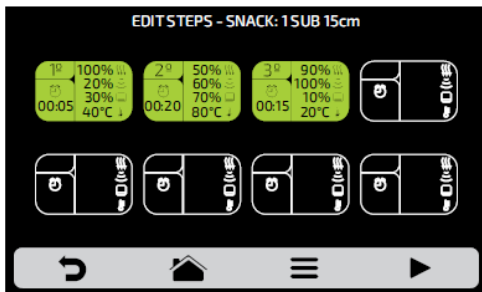 EDIT STEPS - SNACK: 1 SUB 15cm
1º 100%
20%
30%
00:05 40°C
2º 50%
60%
70%
00:20 80°C
3º 90%
100%
10%
00:15 20°C